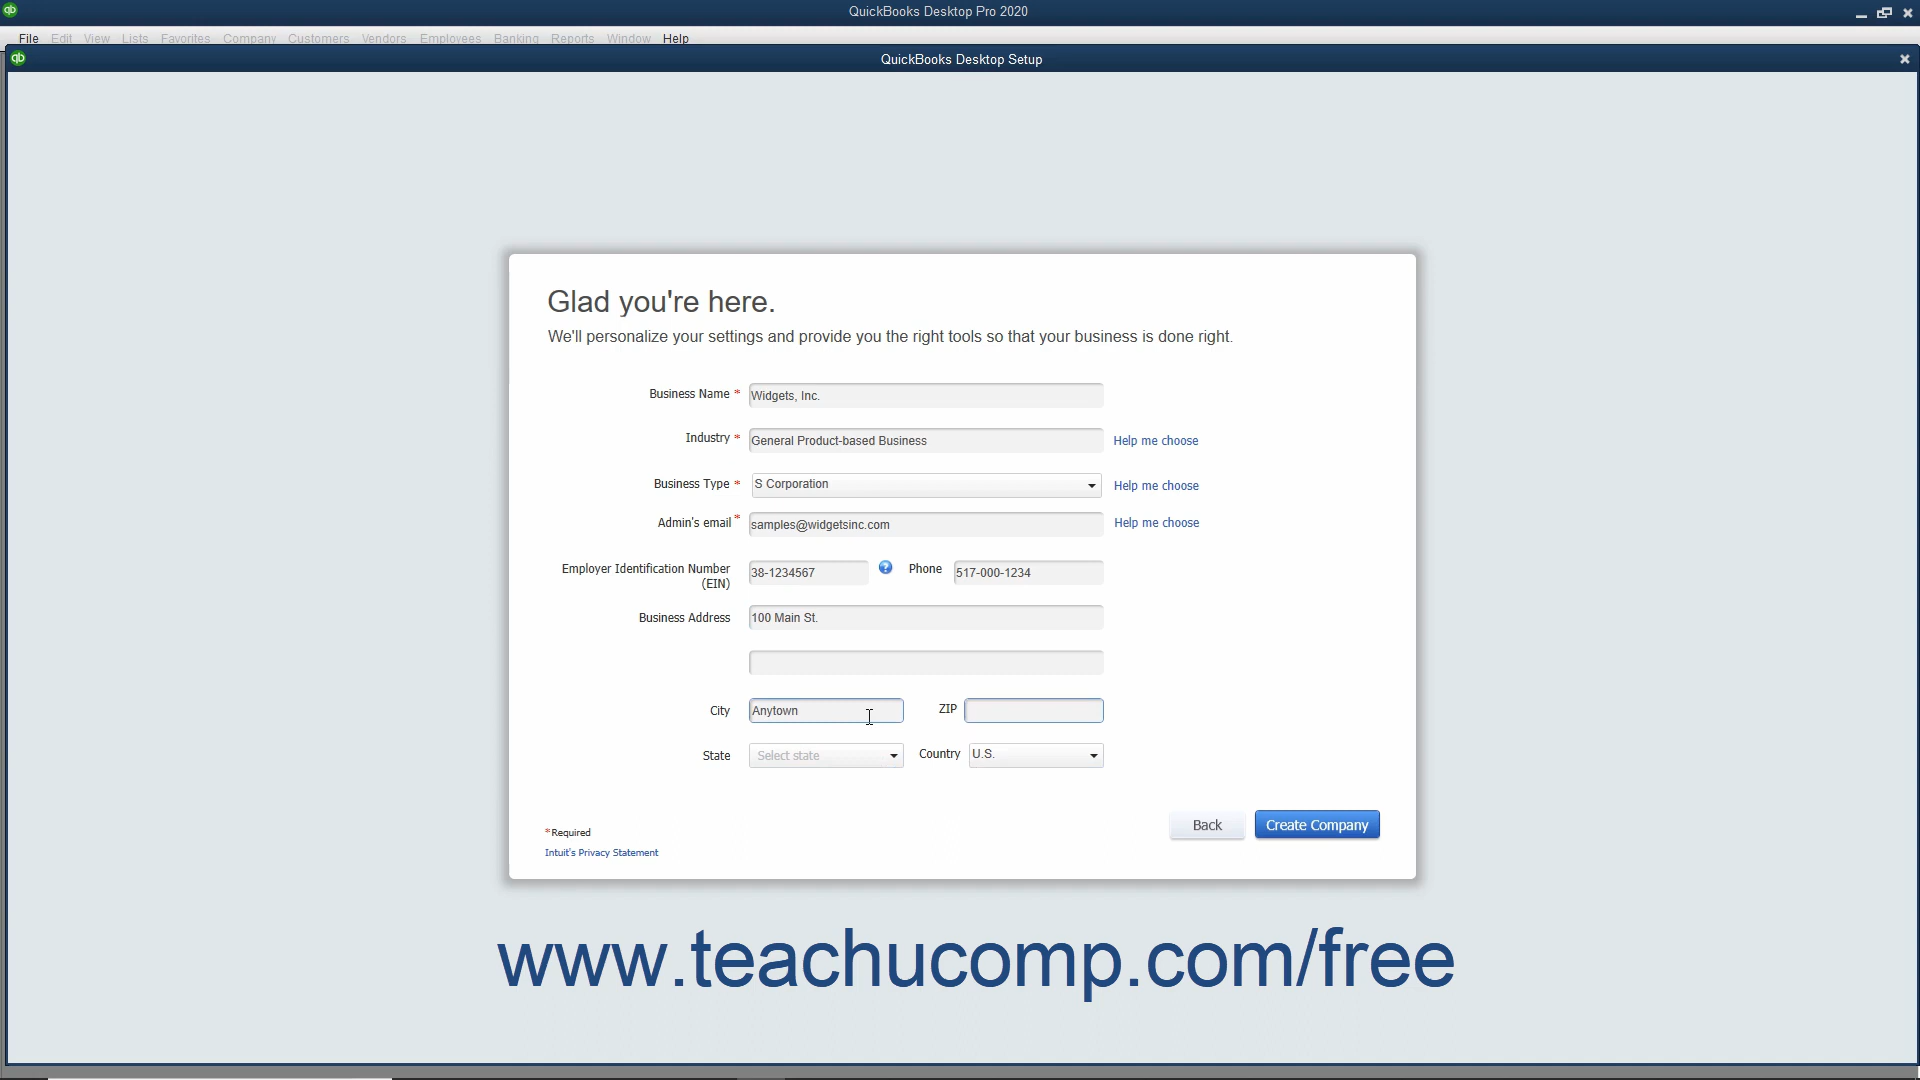 QuickBooks Desktop Pro 2020
File Edit View Lists Favorites Company Customers Vendors Employees Banking Reports Window Help
QuickBooks Desktop Setup
Glad you're here.
We'll personalize your settings and provide you the right tools so that your business is done right.
Business Name * Widgets, Inc.
Industry * General Product-based Business Help me choose
Business Type * S Corporation Help me choose
Admin's email * samples@widgetsinc.com Help me choose
Employer Identification Number 38-1234567 ? Phone 517-000-1234
(EIN)
Business Address 100 Main St.
City Anytown ZIP
State Select state Country U.S.
Back Create Company
*Required
Intuit's Privacy Statement
www.teachucomp.com/free